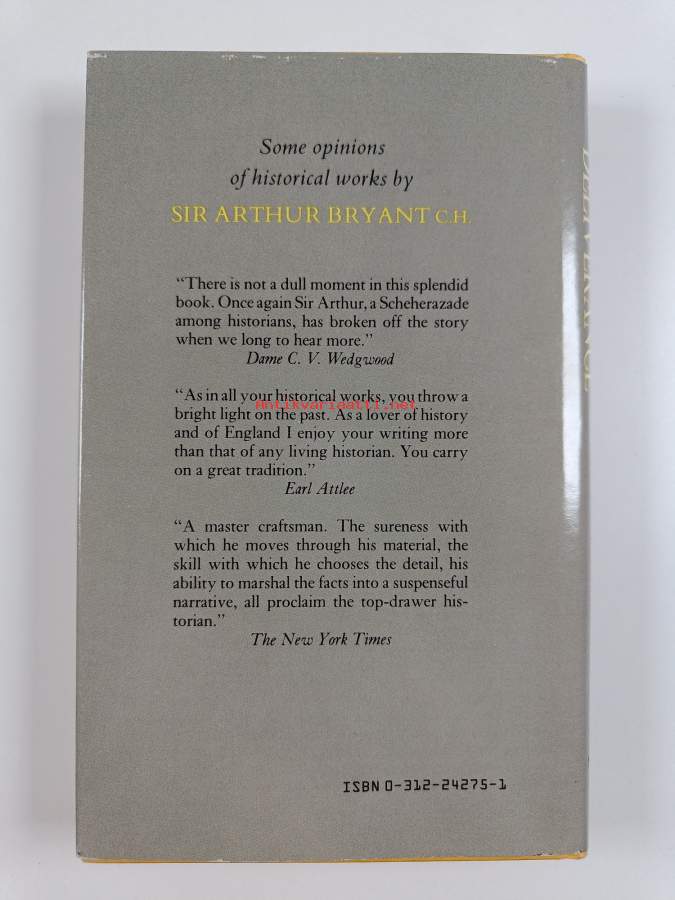 Some opinions
of historical works by
SIR ARTHUR BRYANT C.H.
“There is not a dull moment in this splendid
book. Once again Sir Arthur, a Scheherazade
among historians, has broken off the story
when we long to hear more.”
Dame C. V. Wedgwood
“As in all your historical works, you throw a
Antikvariaatti.net
bright light on the past. As a lover of history
and of England I enjoy your writing more
than that of any living historian. You carry
on a great tradition.”
Earl Attlee
“A master craftsman. The sureness with
which he moves through his material, the
skill with which he chooses the detail, his
ability to marshal the facts into a suspenseful
narrative, all proclaim the top-drawer his-
torian.”
The New York Times
ISBN 0-312-24275-1
DELIVERANCE